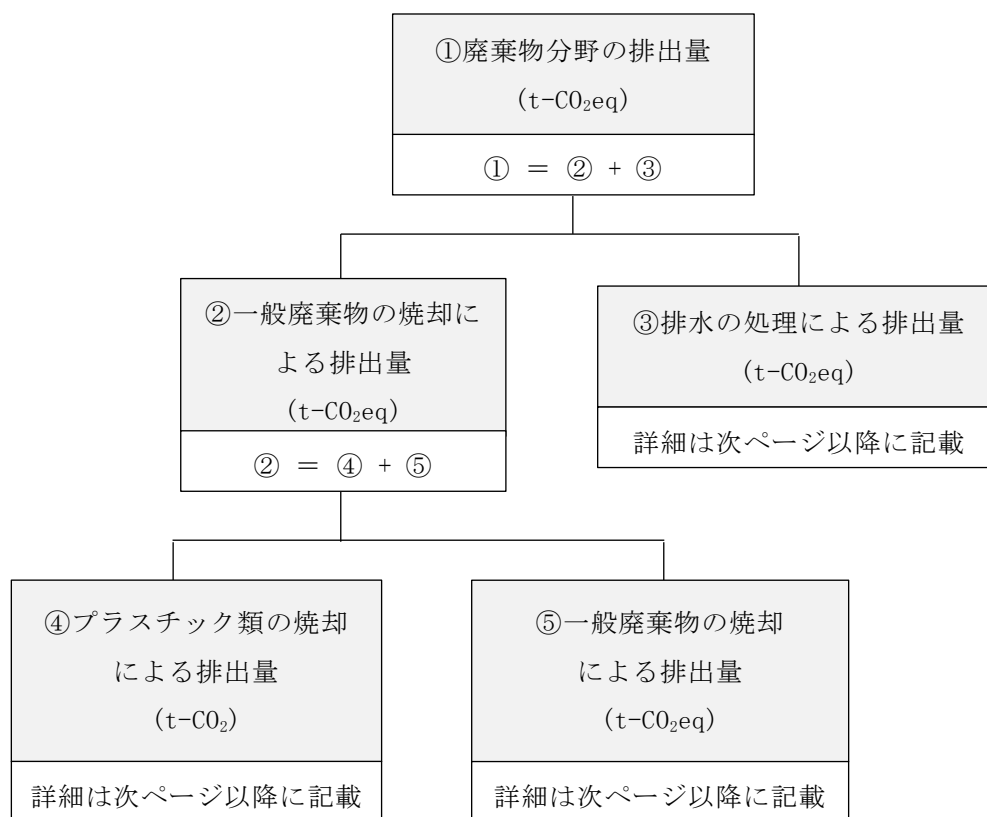 ①廃棄物分野の排出量
(t-CO₂eq)
① = ② + ③
②一般廃棄物の焼却に
よる排出量
(t-CO₂eq)
② = ④ + ⑤
③排水の処理による排出量
(t-CO₂eq)
詳細は次ページ以降に記載
④プラスチック類の焼却
による排出量
(t-CO₂)
詳細は次ページ以降に記載
⑤一般廃棄物の焼却
による排出量
(t-CO₂eq)
詳細は次ページ以降に記載